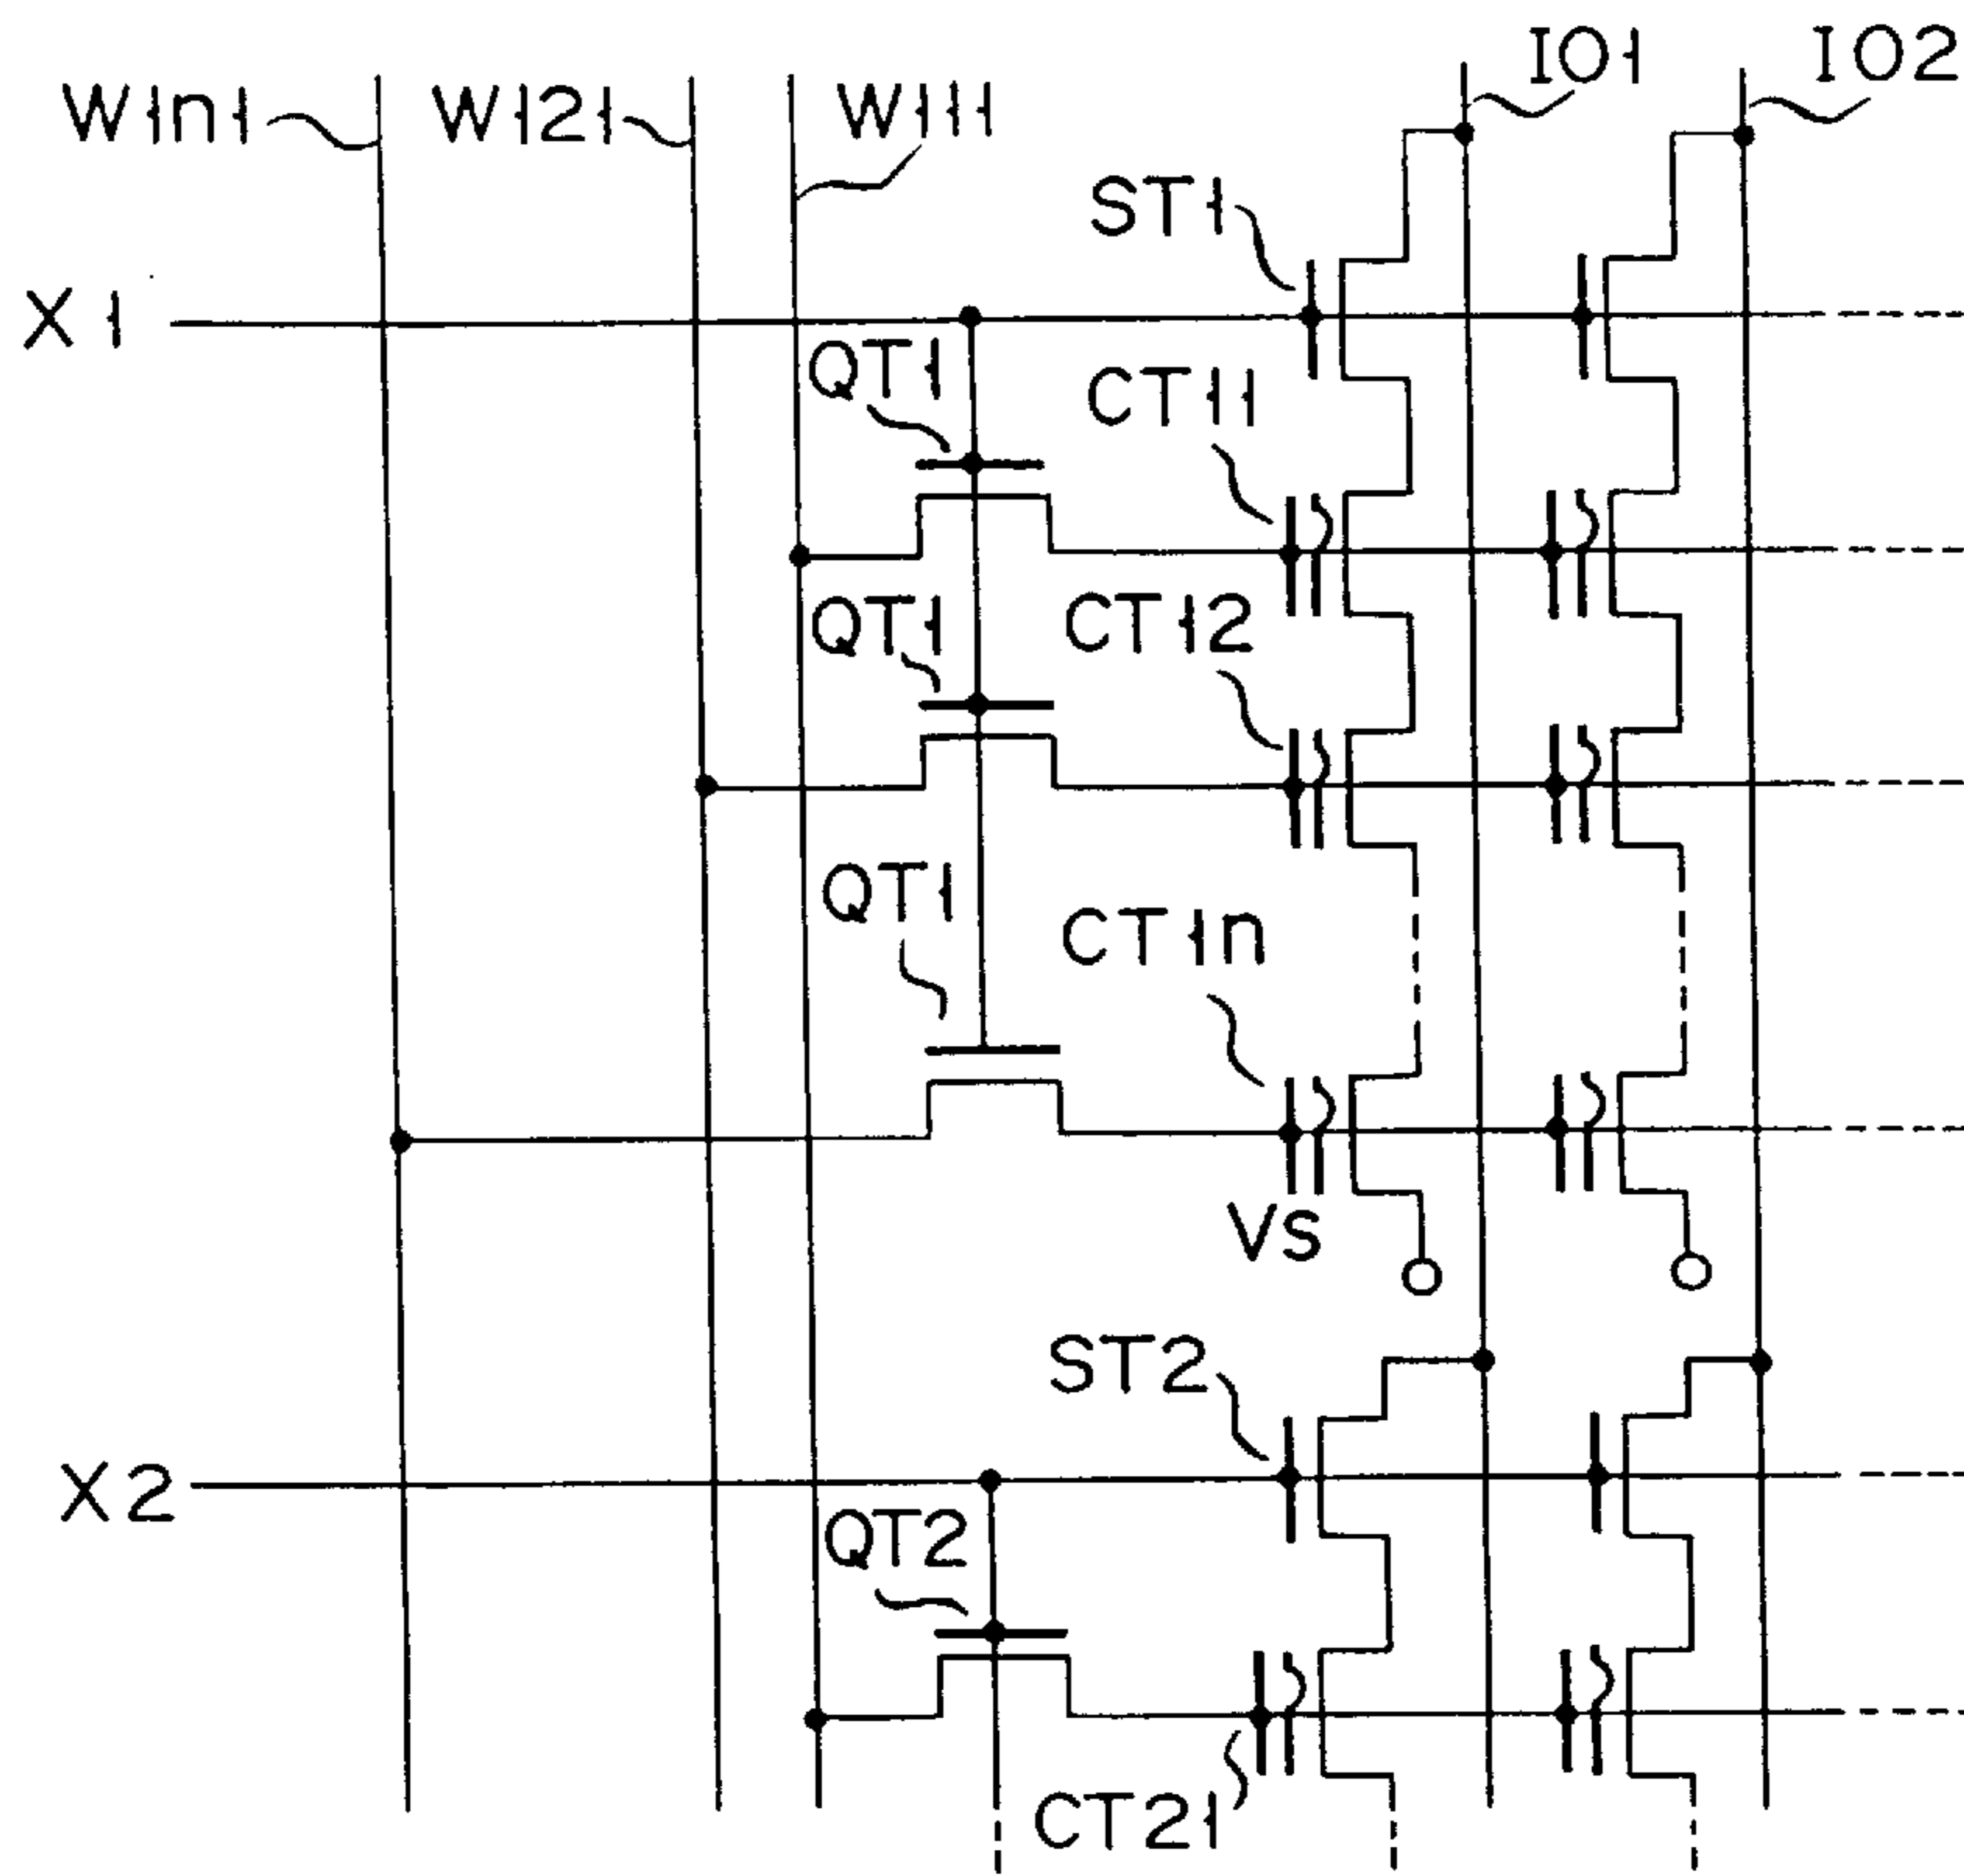 W1n1 W121 W111 IO1 IO2
ST1
X1
QT1 CT11
QT1 CT12
QT1 CT1n
Vs
ST2
X2
QT2
CT21